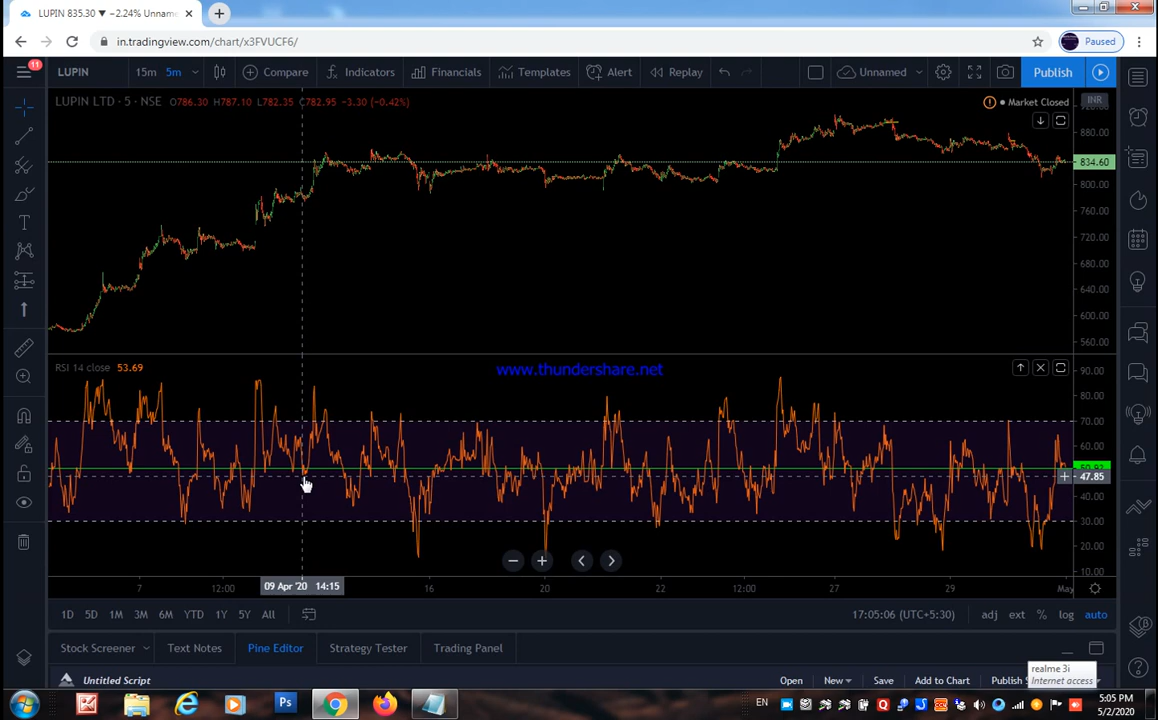 LUPIN 835.30 ▼ −2.24% Unname
in.tradingview.com/chart/x3FVUCF6/
Paused
11
LUPIN 15m 5m Compare Indicators Financials Templates Alert Replay Unnamed Publish
LUPIN LTD · 5 · NSE O786.30 H787.10 L782.35 C782.95 −3.30 (−0.42%)
Market Closed
INR
880.00
834.60
800.00
760.00
720.00
680.00
640.00
600.00
560.00
RSI 14 close 53.69
www.thundershare.net
90.00
80.00
70.00
60.00
47.85
40.00
30.00
20.00
10.00
7 12:00 09 Apr '20 14:15 16 20 22 12:00 27 29 May
1D 5D 1M 3M 6M YTD 1Y 5Y All 17:05:06 (UTC+5:30) adj ext % log auto
Stock Screener Text Notes Pine Editor Strategy Tester Trading Panel
realme 3i
Internet access
Untitled Script Open New Save Add to Chart Publish
EN
5:05 PM
5/2/2020